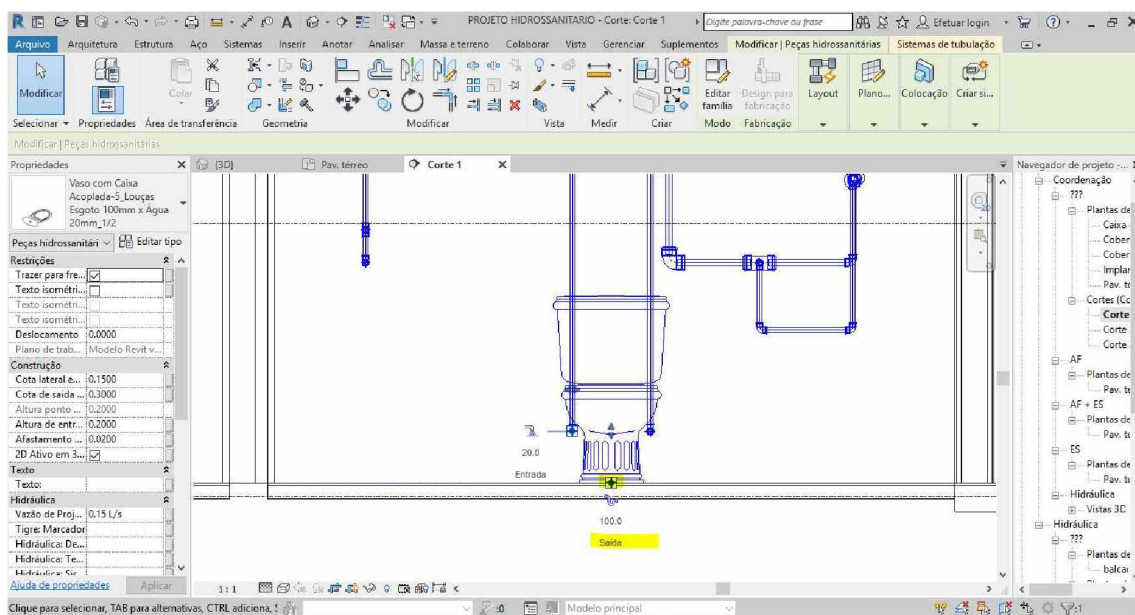 PROJETO HIDROSSANITARIO - Corte: Corte 1
Digite palavra-chave ou frase
Efetuar login
Arquivo Arquitetura Estrutura Aço Sistemas Inserir Anotar Analisar Massa e terreno Colaborar Vista Gerenciar Suplementos Modificar | Peças hidrossanitárias Sistemas de tubulação
Modificar
Colar
Editar família
Design para fabricação
Layout
Plano...
Colocação
Criar si...
Selecionar Propriedades Área de transferência Geometria Modificar Vista Medir Criar Modo Fabricação
Modificar | Peças hidrossanitárias
Propriedades
{3D}
Pav. térreo
Corte 1
Navegador de projeto -...
Vaso com Caixa
Acoplada-5_Louças
Esgoto 100mm x Água
20mm_1/2
Peças hidrossanitári
Editar tipo
Restrições
Trazer para fre...
Texto isométri...
Texto isométri...
Texto isométri...
Deslocamento 0.0000
Plano de trab... Modelo Revit v...
Construção
Cota lateral e... 0.1500
Cota de saída ... 0.3000
Altura ponto ... 0.2000
Altura de entr... 0.2000
Afastamento ... 0.0200
2D Ativo em 3...
Texto
Texto:
Hidráulica
Vazão de Proj... 0.15 L/s
Tigre: Marcador
Hidráulica: De...
Hidráulica: Te...
Hidráulica: Sis
Ajuda de propriedades
Aplicar
20.0
Entrada
100.0
Saída
Coordenação
???
Plantas de
Caixa
Cober
Cober
Implar
Pav. te
Cortes (Co
Corte
Corte
Corte
AF
Plantas de
Pav. te
AF + ES
Plantas de
Pav. te
ES
Plantas de
Pav. te
Hidráulica
Vistas 3D
Hidráulica
???
Plantas de
balcai
1:1
Clique para selecionar, TAB para alternativas, CTRL adiciona,
:0
Modelo principal
:1